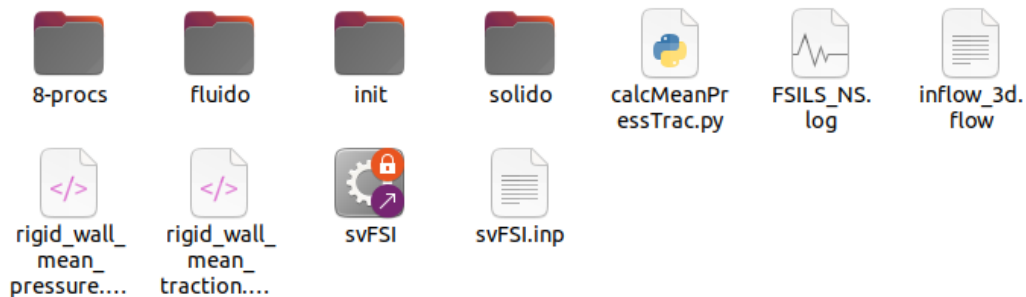 8-procs
fluido
init
solido
calcMeanPr
essTrac.py
FSILS_NS.
log
inflow_3d.
flow
</>
rigid_wall_
mean_
pressure....
</>
rigid_wall_
mean_
traction....
svFSI
svFSI.inp